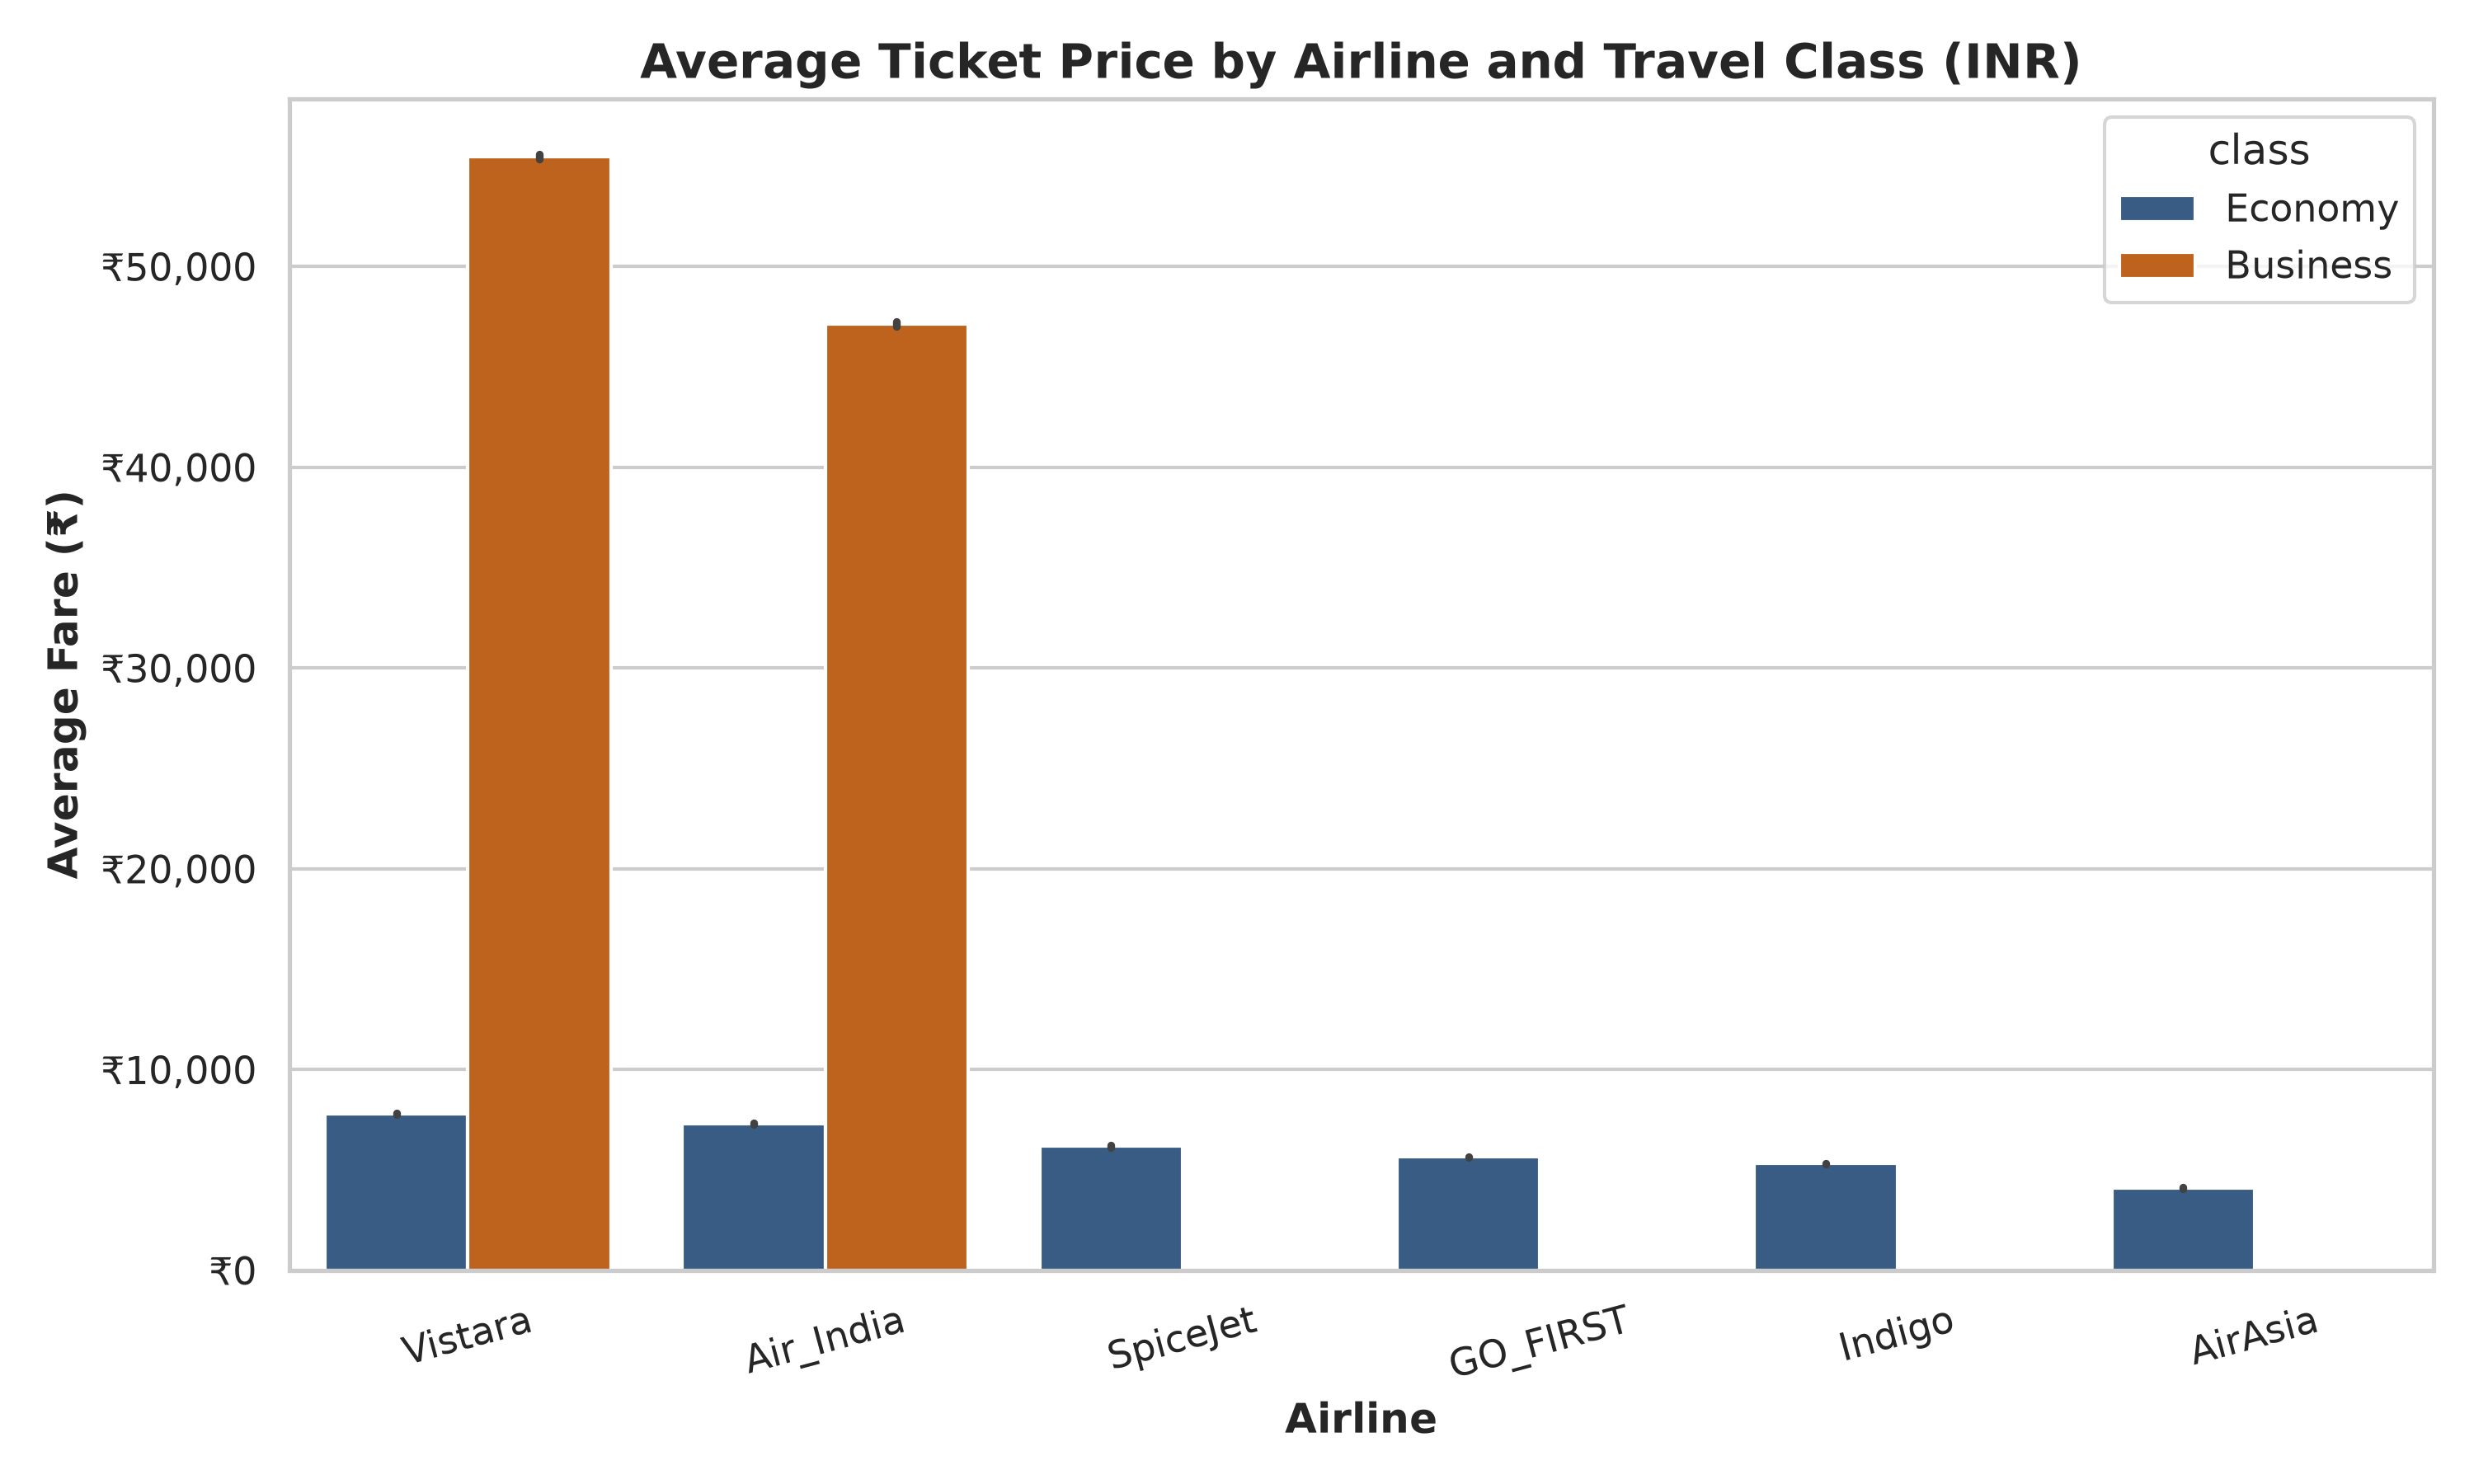 Average Ticket Price by Airline and Travel Class (INR)
class
Economy
Business
Average Fare (₹)
₹50,000
₹40,000
₹30,000
₹20,000
₹10,000
₹0
Vistara
Air_India
SpiceJet
GO_FIRST
Indigo
AirAsia
Airline